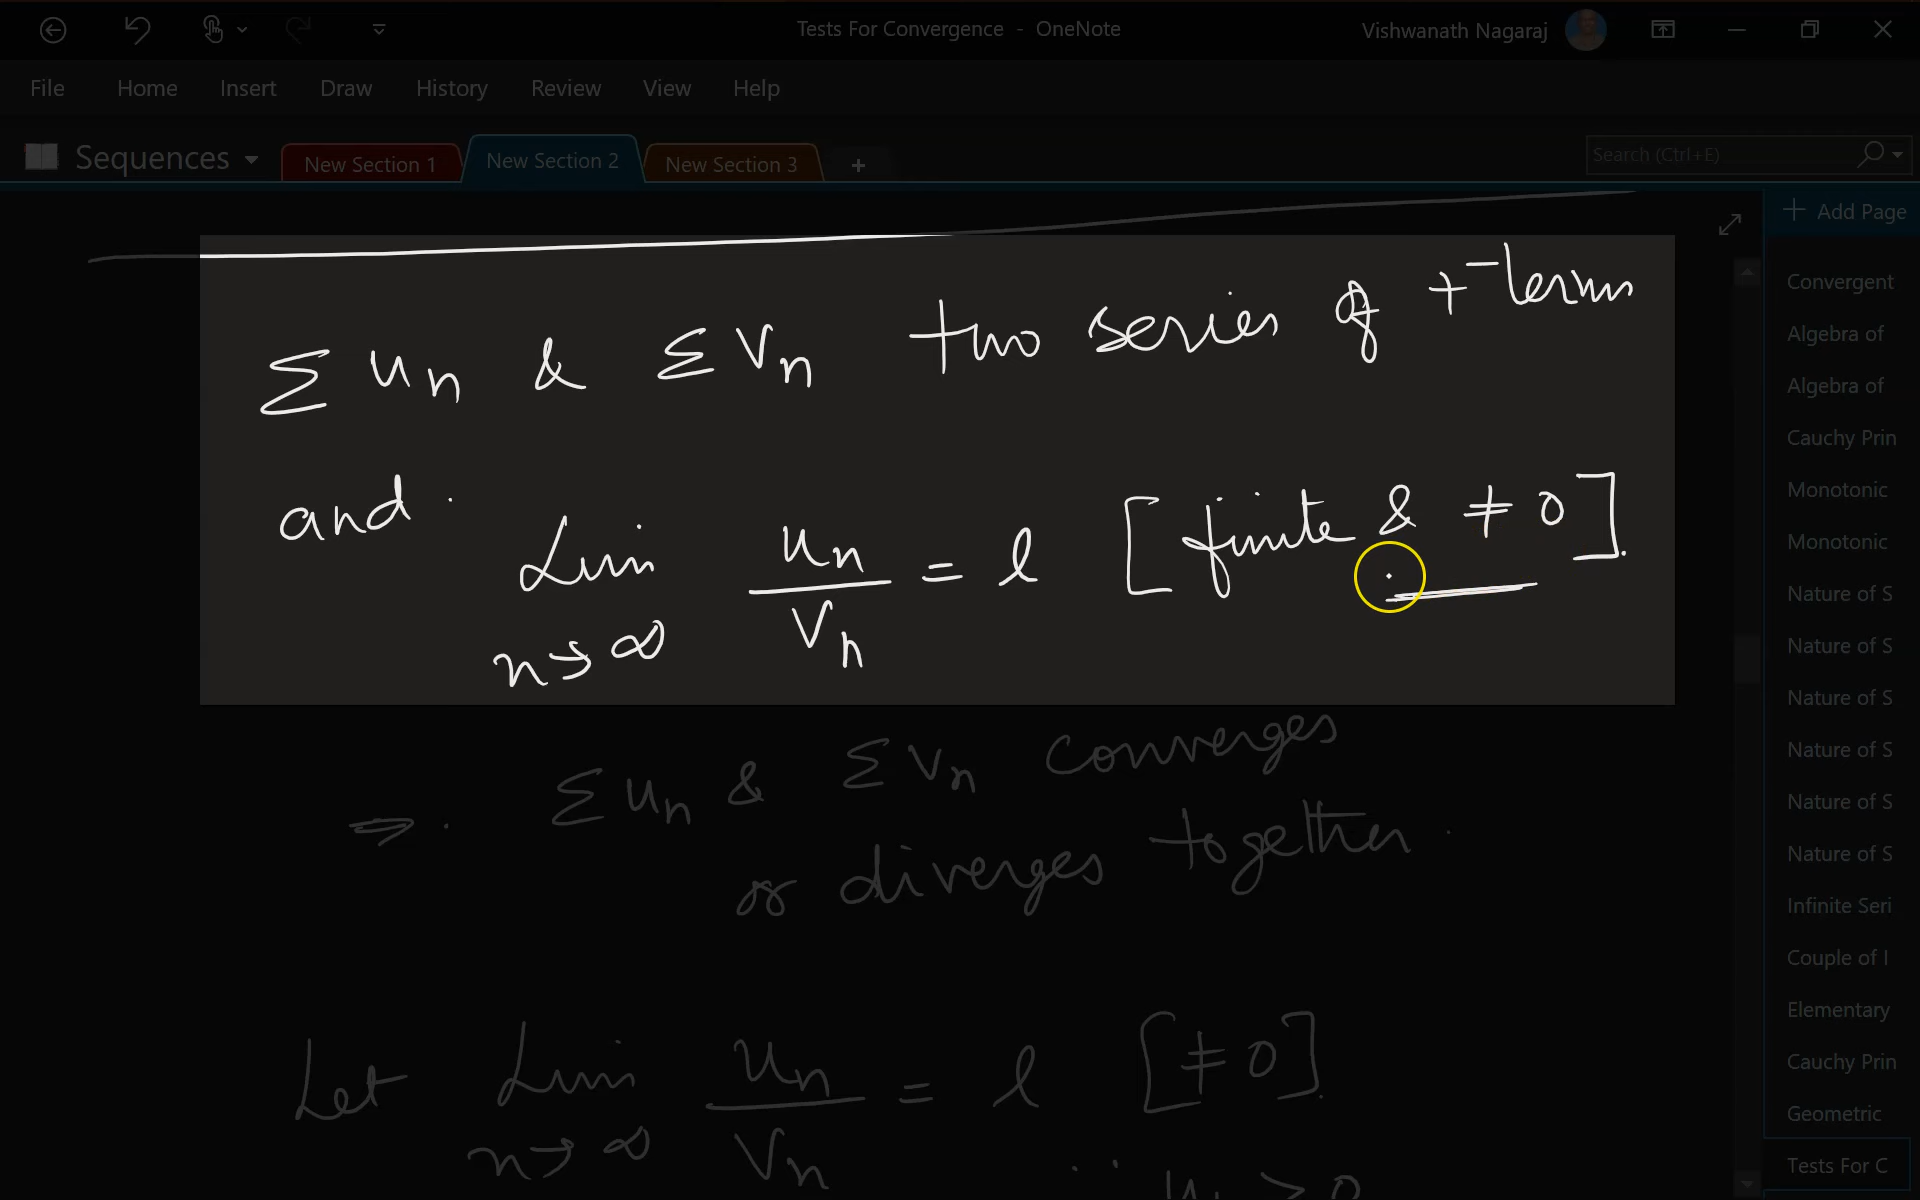 Tests For Convergence - OneNote
Vishwanath Nagaraj
File Home Insert Draw History Review View Help
Sequences New Section 1 New Section 2 New Section 3 +
Search (Ctrl+E)
+ Add Page
Σ un & Σ Vn two series of + terms
and.
Lim n→∞ un/Vn = l [finite & ≠ 0].
⇒. Σ un & Σ Vn Converges
or diverges together.
Let Lim n→∞ un/Vn = l [≠ 0].
Convergent
Algebra of
Algebra of
Cauchy Prin
Monotonic
Monotonic
Nature of S
Nature of S
Nature of S
Nature of S
Nature of S
Nature of S
Infinite Seri
Couple of I
Elementary
Cauchy Prin
Geometric
Tests For C